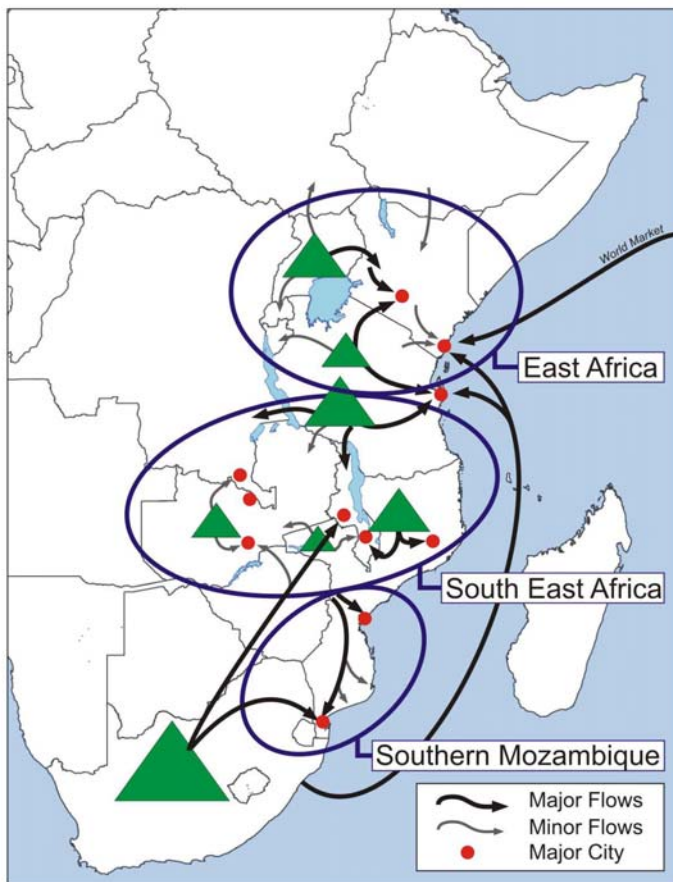 World Market
East Africa
South East Africa
Southern Mozambique
Major Flows
Minor Flows
Major City